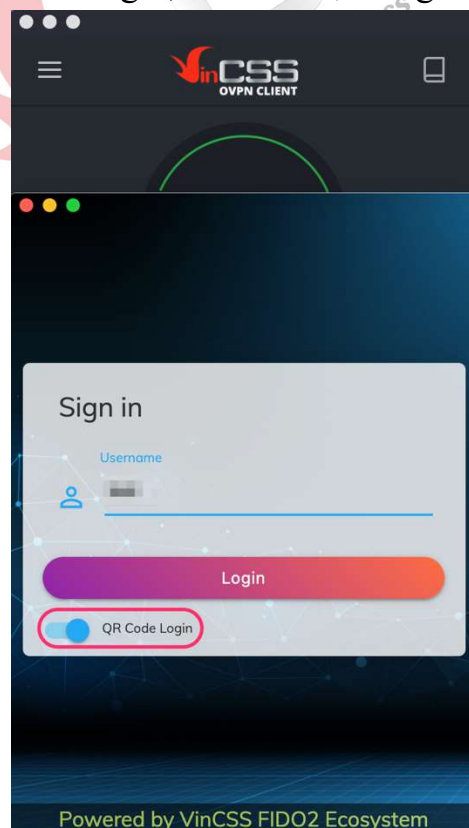 VinCSS
OVPN CLIENT
Sign in
Username
Login
QR Code Login
Powered by VinCSS FIDO2 Ecosystem